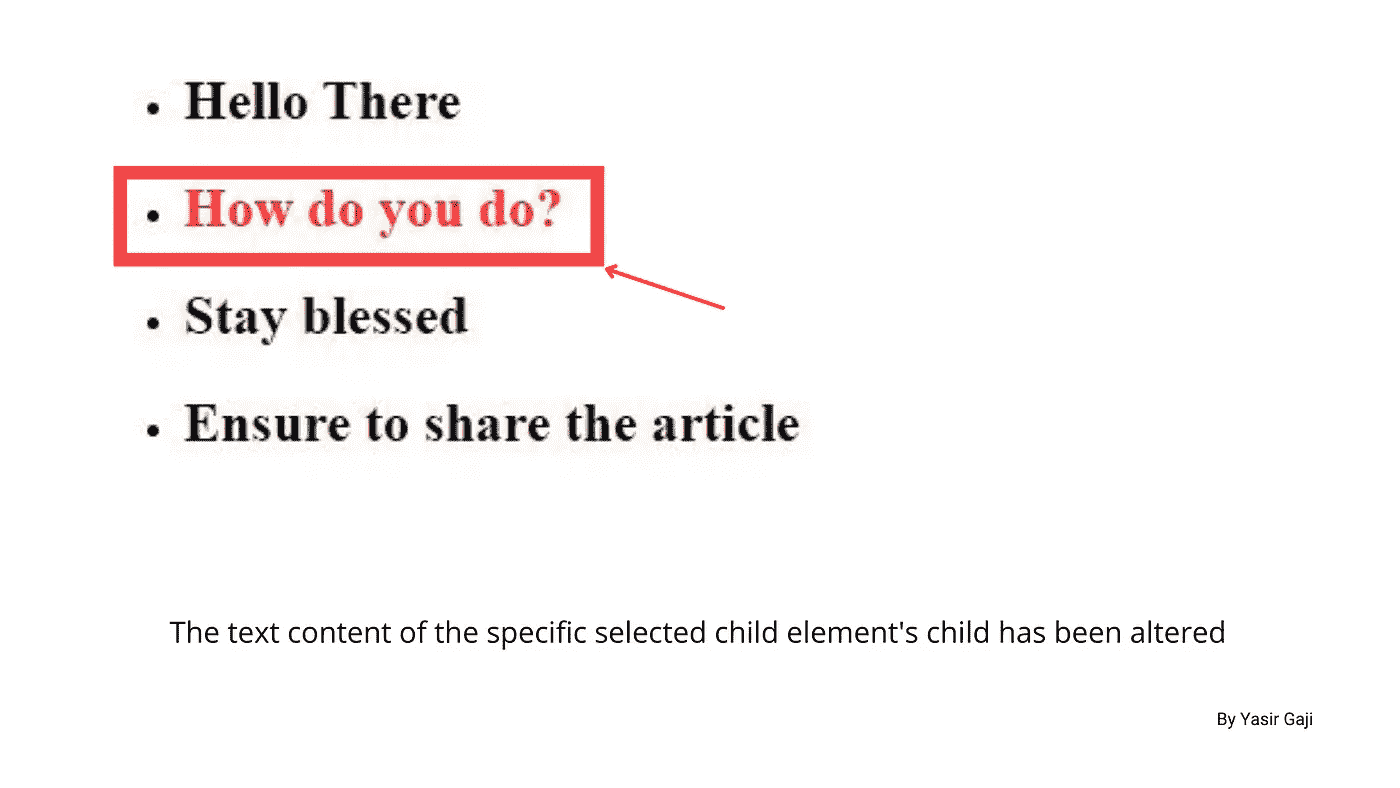 Hello There
How do you do?
Stay blessed
Ensure to share the article
The text content of the specific selected child element's child has been altered
By Yasir Gaji